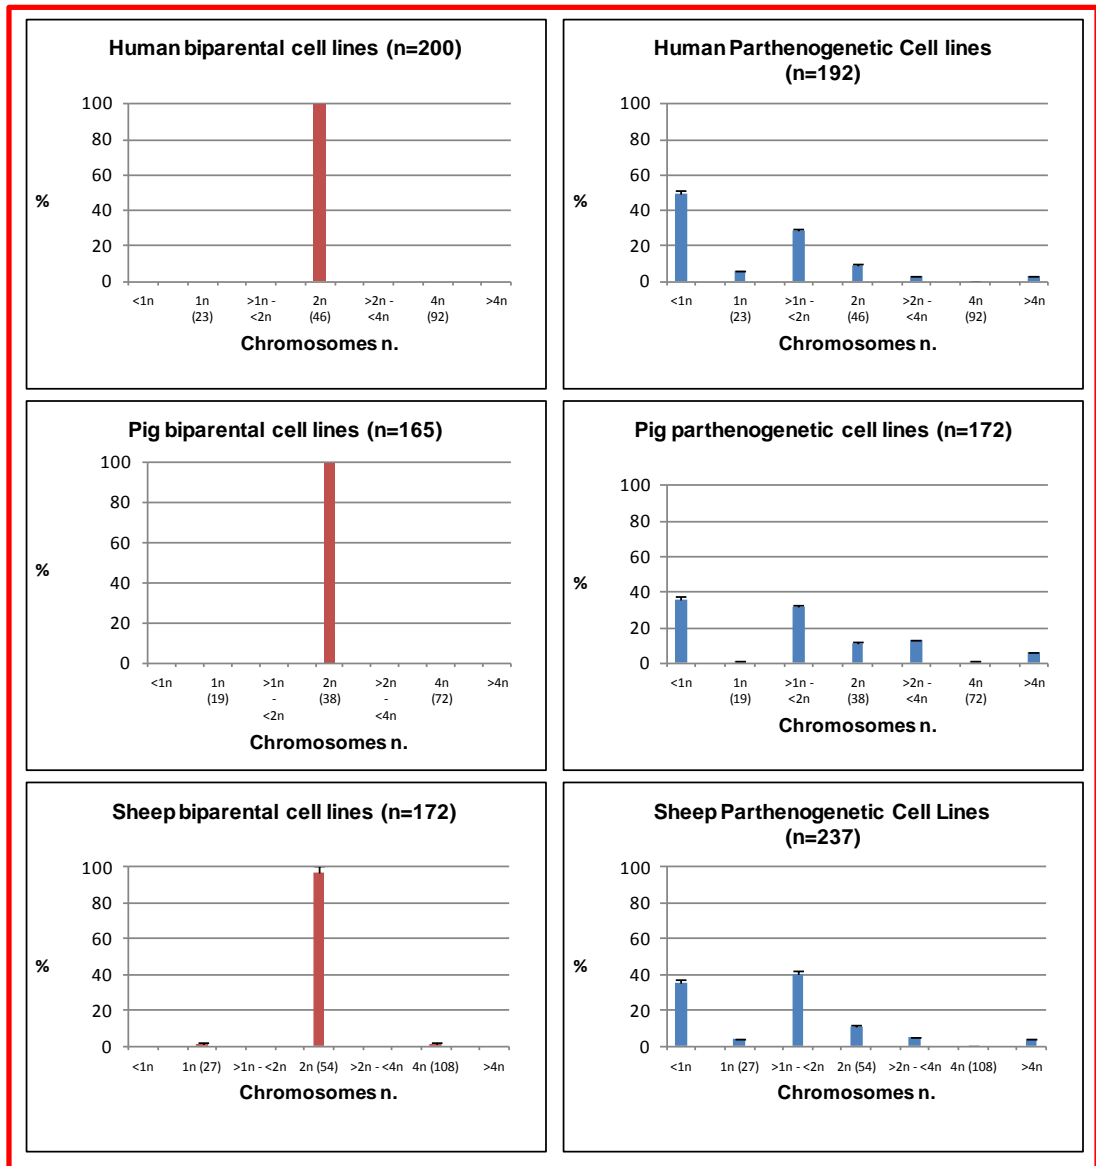 Human biparental cell lines (n=200)
100
80
60
40
20
0
%
<1n
1n
(23)
>1n -
<2n
2n
(46)
>2n -
<4n
4n
(92)
>4n
Chromosomes n.
Human Parthenogenetic Cell lines
(n=192)
100
80
60
40
20
0
%
<1n
1n
(23)
>1n -
<2n
2n
(46)
>2n -
<4n
4n
(92)
>4n
Chromosomes n.
Pig biparental cell lines (n=165)
100
80
60
40
20
0
%
<1n
1n
(19)
>1n
-
<2n
2n
(38)
>2n
-
<4n
4n
(72)
>4n
Chromosomes n.
Pig parthenogenetic cell lines (n=172)
100
80
60
40
20
0
%
<1n
1n
(19)
>1n -
<2n
2n
(38)
>2n -
<4n
4n
(72)
>4n
Chromosomes n.
Sheep biparental cell lines (n=172)
100
80
60
40
20
0
%
<1n 1n (27) >1n - <2n 2n (54) >2n - <4n 4n (108) >4n
Chromosomes n.
Sheep Parthenogenetic Cell Lines
(n=237)
100
80
60
40
20
0
%
<1n 1n (27) >1n - <2n 2n (54) >2n - <4n 4n (108) >4n
Chromosomes n.